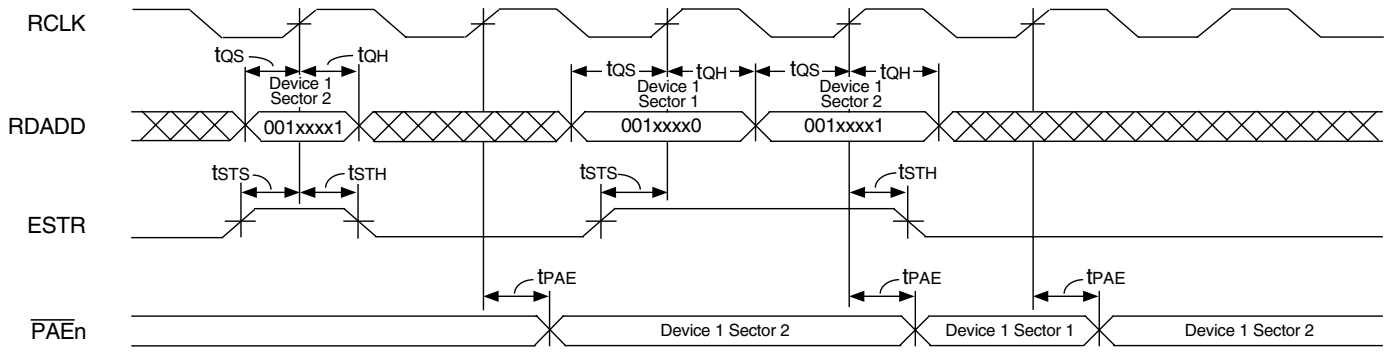 RCLK
tQS
tQH
Device 1
Sector 2
tQS
tQH
Device 1
Sector 1
tQS
tQH
Device 1
Sector 2
RDADD
001xxxx1
001xxxx0
001xxxx1
tSTS
tSTH
tSTS
tSTH
ESTR
tPAE
tPAE
tPAE
PAEn
Device 1 Sector 2
Device 1 Sector 1
Device 1 Sector 2